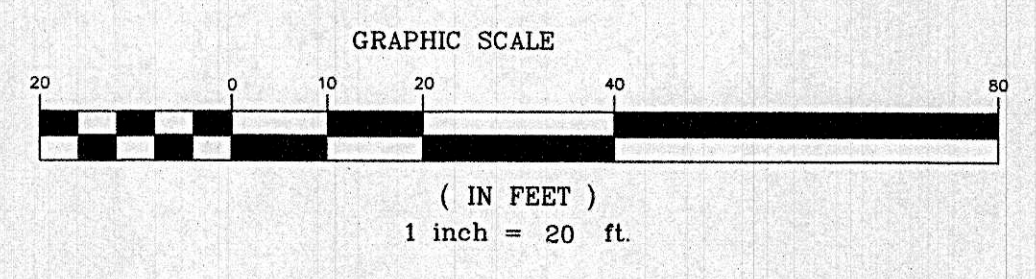 GRAPHIC SCALE
20 0 10 20 40 80
( IN FEET )
1 inch = 20 ft.